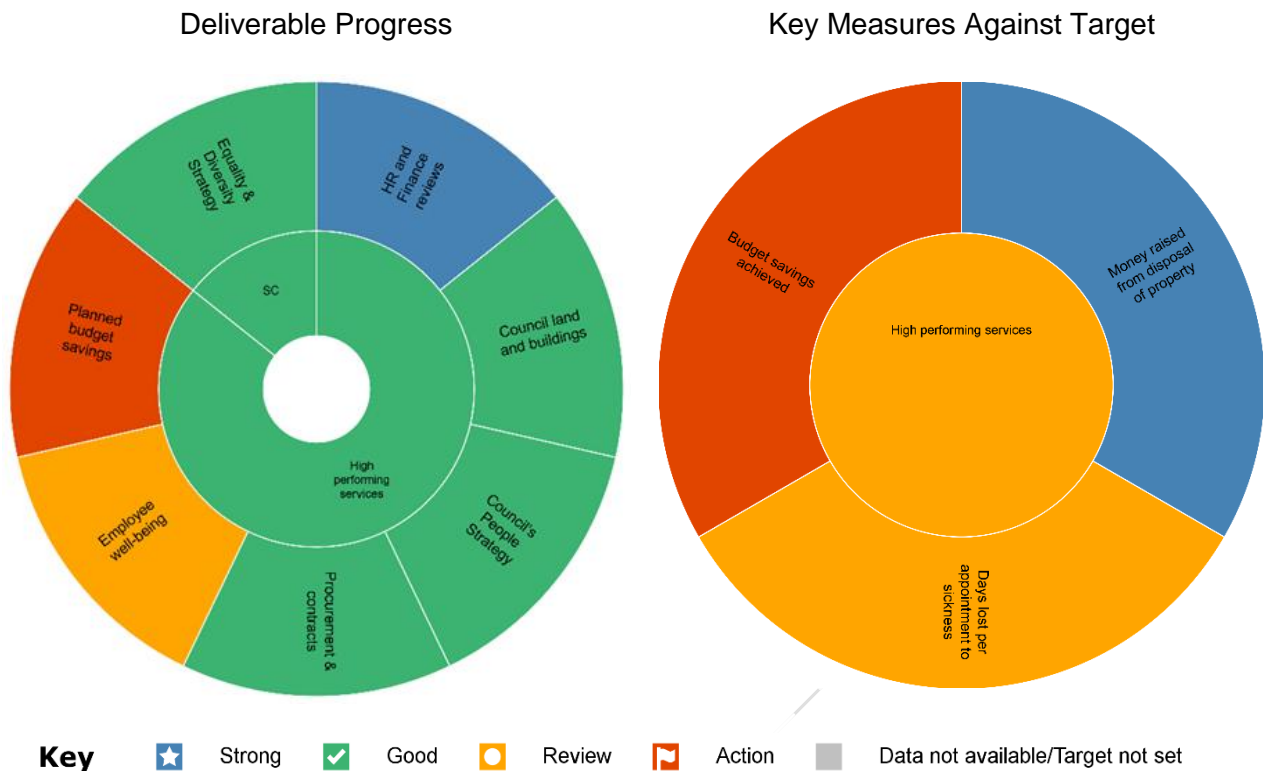 Deliverable Progress
Key Measures Against Target
Equality &
Diversity
Strategy
HR and
Finance
reviews
Planned
budget
savings
SC
Council land
and buildings
High
performing
services
Employee
well-being
Procurement &
contracts
Council's
People
Strategy
Budget savings
achieved
Money raised
from disposal
of property
High performing services
Days lost per
appointment to
sickness
Key
Strong
Good
Review
Action
Data not available/Target not set